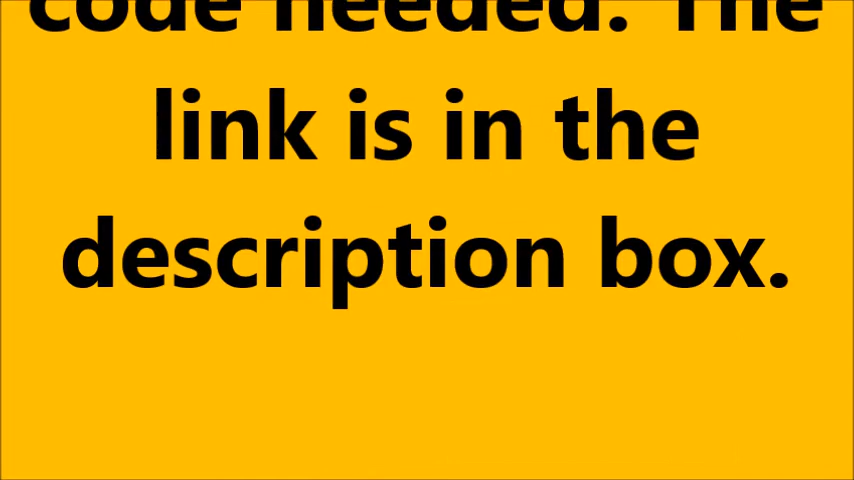 code needed. The
link is in the
description box.